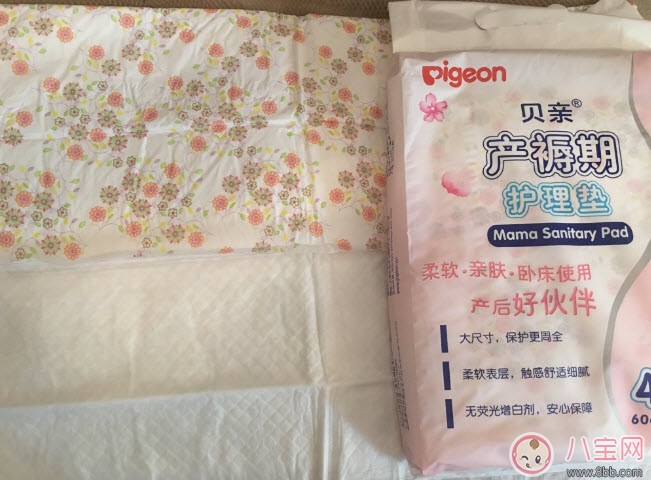 Pigeon
贝亲®
产褥期
护理垫
Mama Sanitary Pad
柔软·亲肤·卧床使用
产后好伙伴
大尺寸，保护更周全
柔软表层，触感舒适细腻
无荧光增白剂，安心保障
4
60
八宝网
www.8bb.com